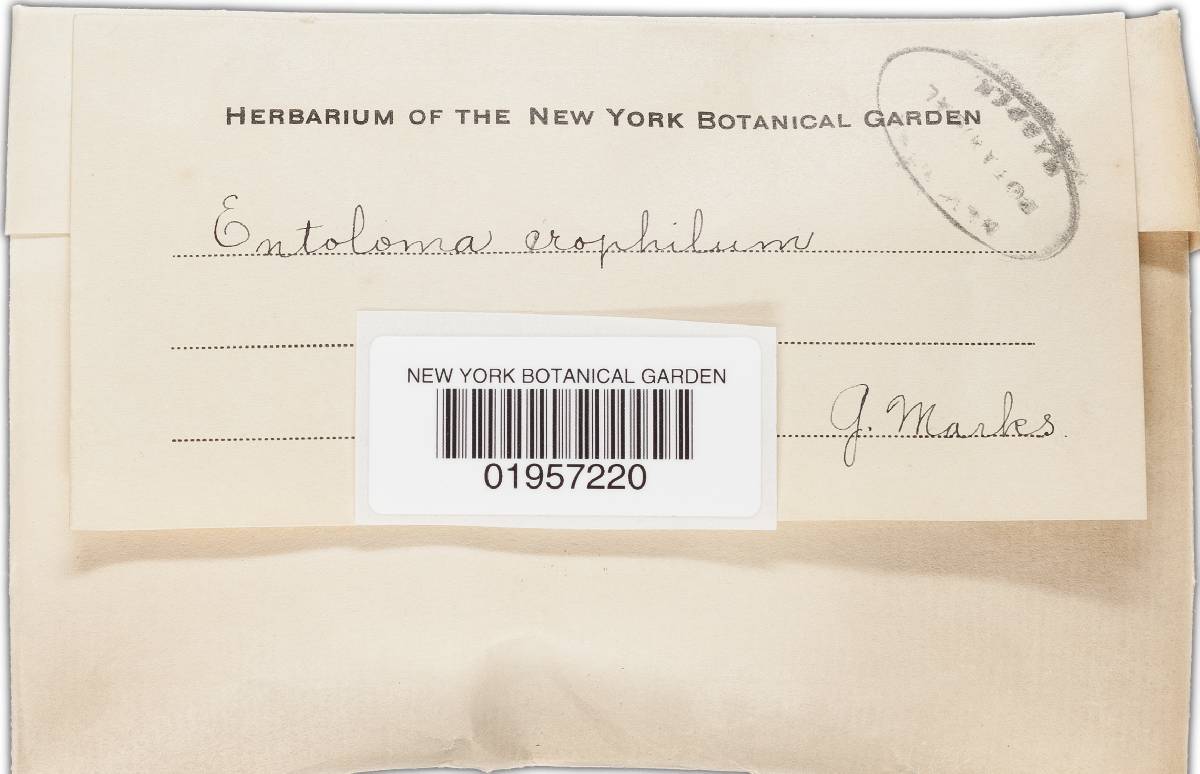 HERBARIUM OF THE NEW YORK BOTANICAL GARDEN
Entoloma erophilum
NEW YORK BOTANICAL GARDEN
01957220
G. Marks.